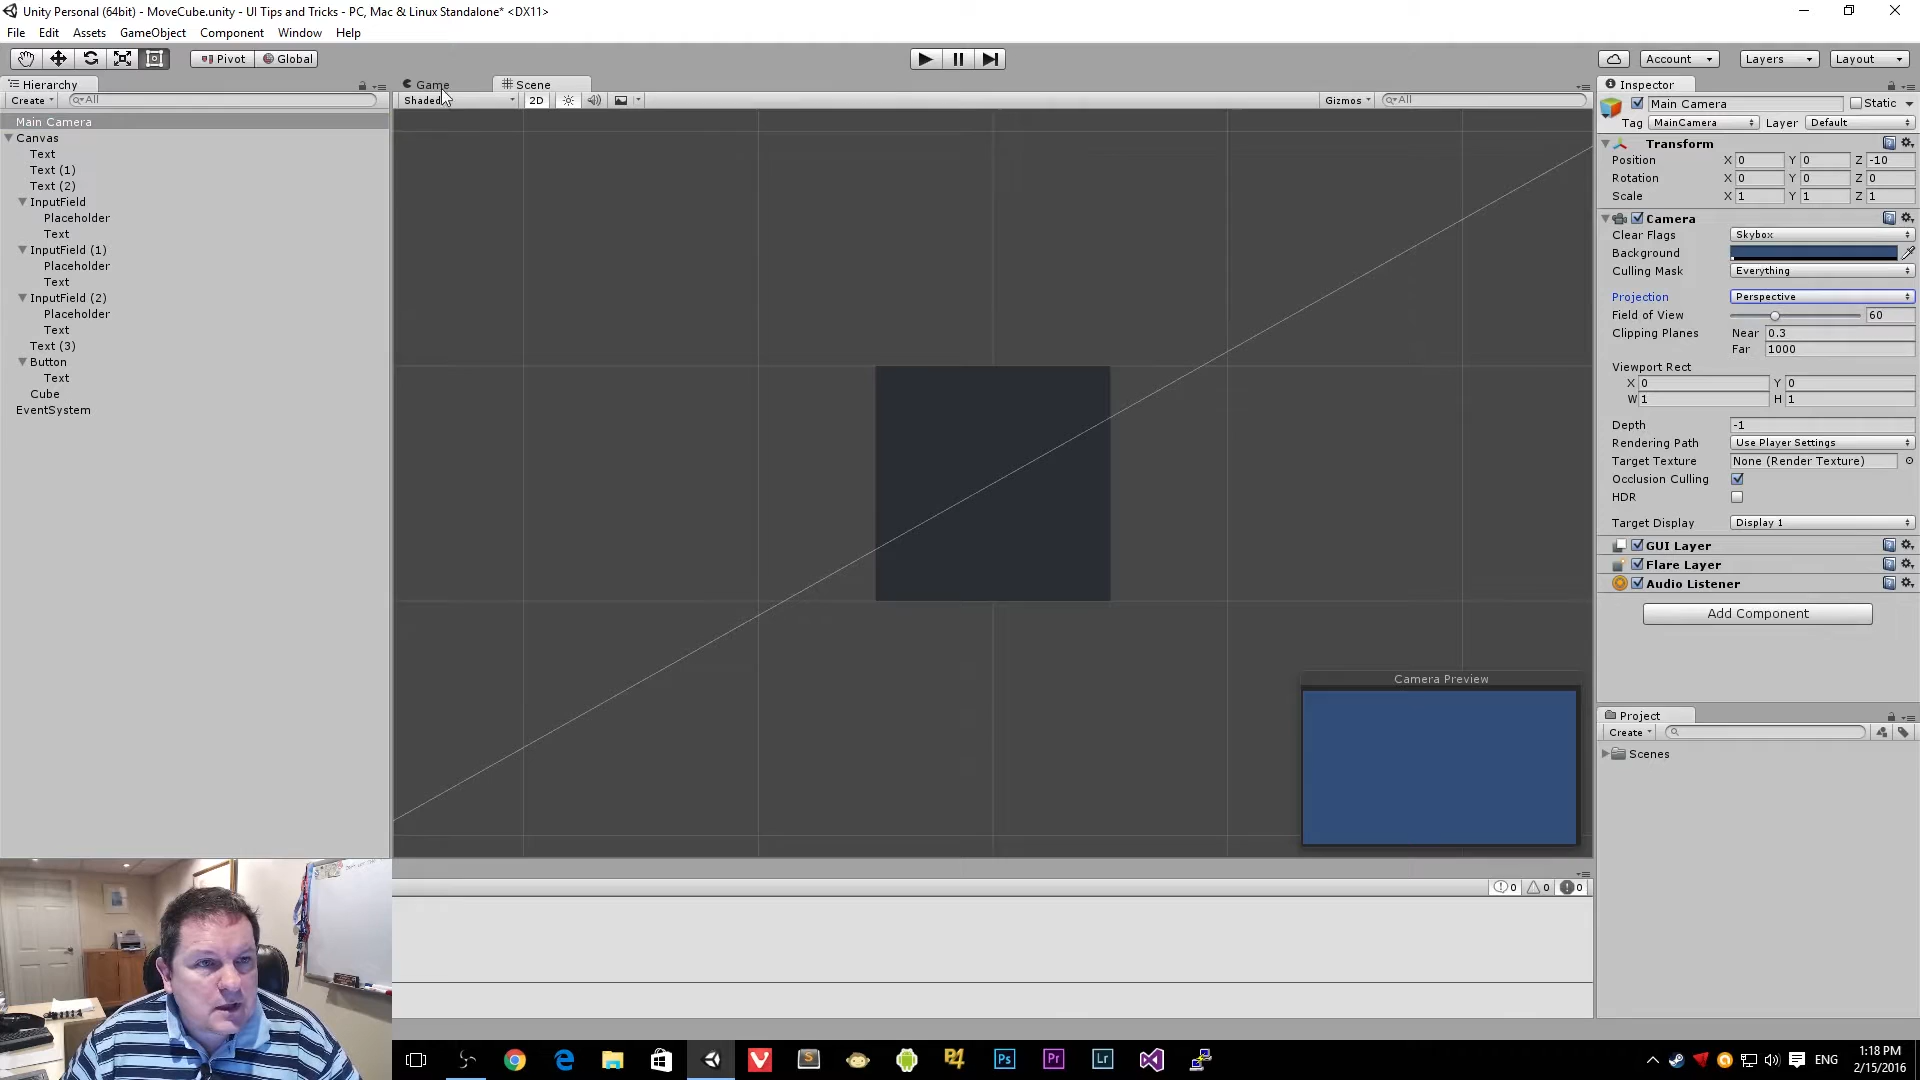 Unity Personal (64bit) - MoveCube.unity - UI Tips and Tricks - PC, Mac & Linux Standalone* <DX11>
File Edit Assets GameObject Component Window Help
Pivot Global Account Layers Layout
Hierarchy Game Scene Inspector
Create All Shaded 2D Gizmos All
Main Camera Static
Tag MainCamera Layer Default
Main Camera
Canvas
Text
Text (1)
Text (2)
InputField
Placeholder
Text
InputField (1)
Placeholder
Text
InputField (2)
Placeholder
Text
Text (3)
Button
Text
Cube
EventSystem
Transform
Position X 0 Y 0 Z -10
Rotation X 0 Y 0 Z 0
Scale X 1 Y 1 Z 1
Camera
Clear Flags Skybox
Background
Culling Mask Everything
Projection Perspective
Field of View 60
Clipping Planes Near 0.3
Far 1000
Viewport Rect
X 0 Y 0
W 1 H 1
Depth -1
Rendering Path Use Player Settings
Target Texture None (Render Texture)
Occlusion Culling
HDR
Target Display Display 1
GUI Layer
Flare Layer
Audio Listener
Add Component
Camera Preview
Project
Create
Scenes
0 0 0
Ps Pr Lr ENG
1:18 PM
2/15/2016